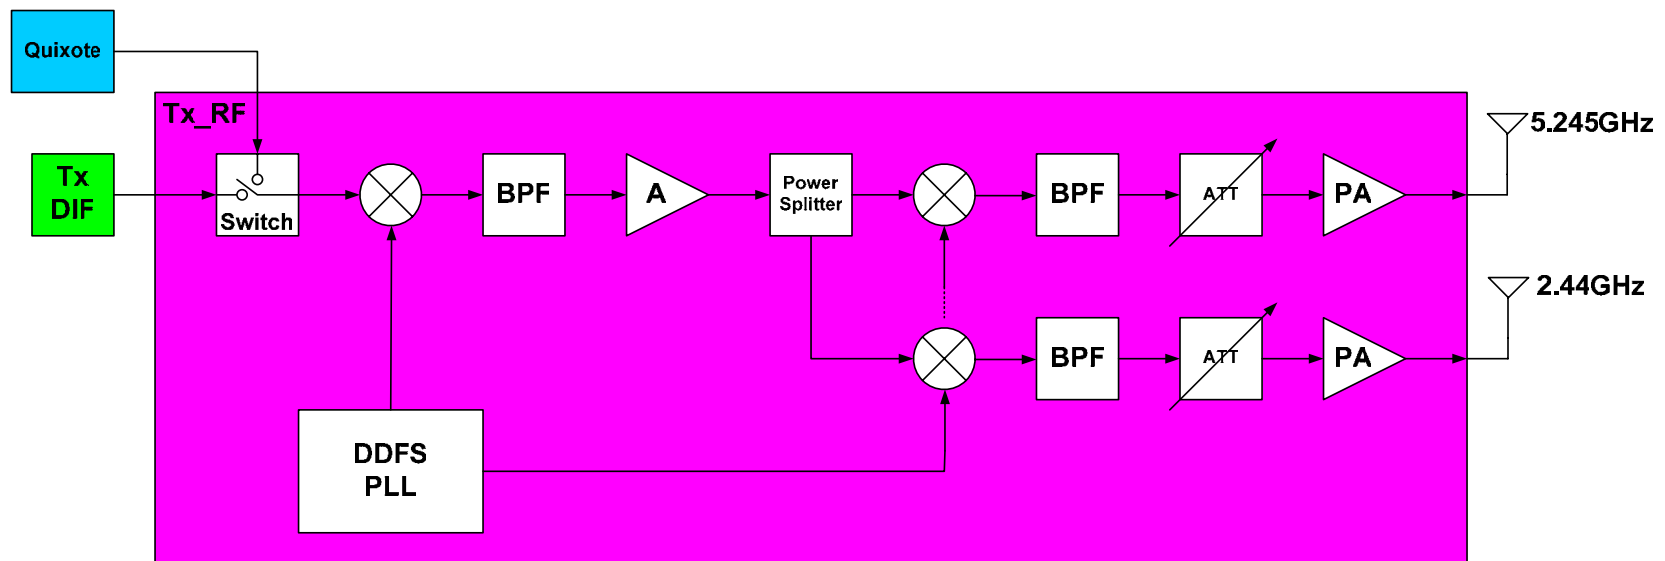 Quixote
Tx_RF
5.245GHz
Tx
DIF
Switch
BPF
A
Power
Splitter
BPF
ATT
PA
2.44GHz
BPF
ATT
PA
DDFS
PLL